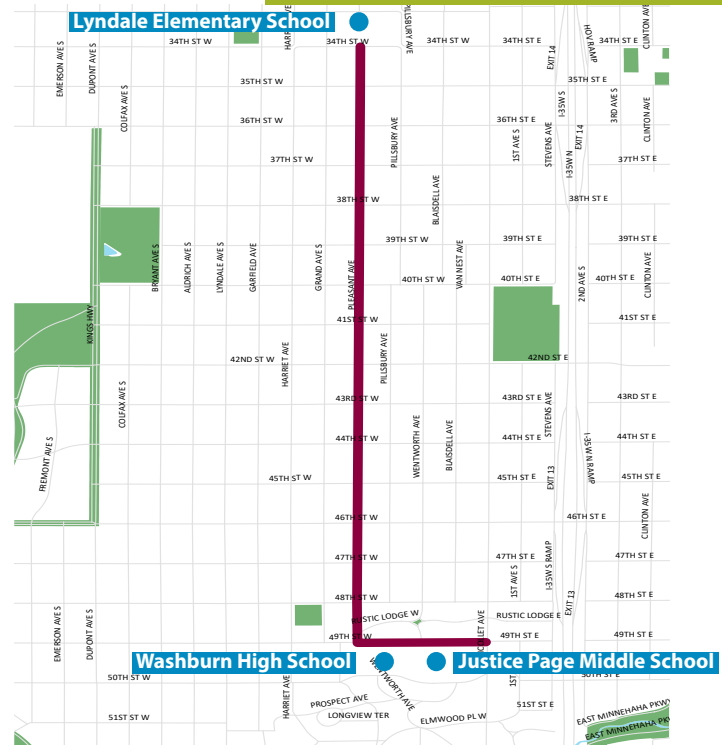 Lyndale Elementary School
34TH ST W
34TH ST W
34TH ST W
34TH ST E
34TH ST E
EMERSON AVE S
DUPONT AVE S
EXIT 14
HOV RAMP
CLINTON AVE
35TH ST W
35TH ST E
COLFAX AVE S
I-35W S
3RD AVE S
CLINTON AVE
36TH ST W
36TH ST E
PILLSBURY AVE
1ST AVE S
STEVENS AVE
EXIT 14
I-35W N
37TH ST W
37TH ST E
38TH ST W
BLAISDELL AVE
38TH ST E
39TH ST W
39TH ST E
39TH ST E
BRYANT AVE S
ALDRICH AVE S
LYNDALE AVE S
GARFIELD AVE
GRAND AVE S
PLEASANT AVE
VAN NEST AVE
2ND AVE S
CLINTON AVE
40TH ST W
40TH ST E
40TH ST E
KINGS HWY
41ST ST W
41ST ST E
42ND ST W
HARRIET AVE
PILLSBURY AVE
42ND ST E
COLFAX AVE S
43RD ST W
43RD ST E
STEVENS AVE
43RD ST E
44TH ST W
WENTWORTH AVE
BLAISDELL AVE
44TH ST E
I-35W N RAMP
44TH ST E
FREMONT AVE S
45TH ST W
45TH ST E
EXIT 13
45TH ST E
46TH ST W
46TH ST E
CLINTON AVE
47TH ST W
47TH ST E
I-35W S RAMP
47TH ST E
1ST AVE S
48TH ST W
EXIT 13
48TH ST E
EMERSON AVE S
DUPONT AVE S
RUSTIC LODGE W
RUSTIC LODGE E
49TH ST W
49TH ST E
49TH ST E
Washburn High School
Justice Page Middle School
50TH ST W
WENTWORTH AVE
HARRIET AVE
PROSPECT AVE
51ST ST E
51ST ST W
LONGVIEW TER
ELMWOOD PL W
EAST MINNEHAHA PKWY
EAST MINNEHAHA